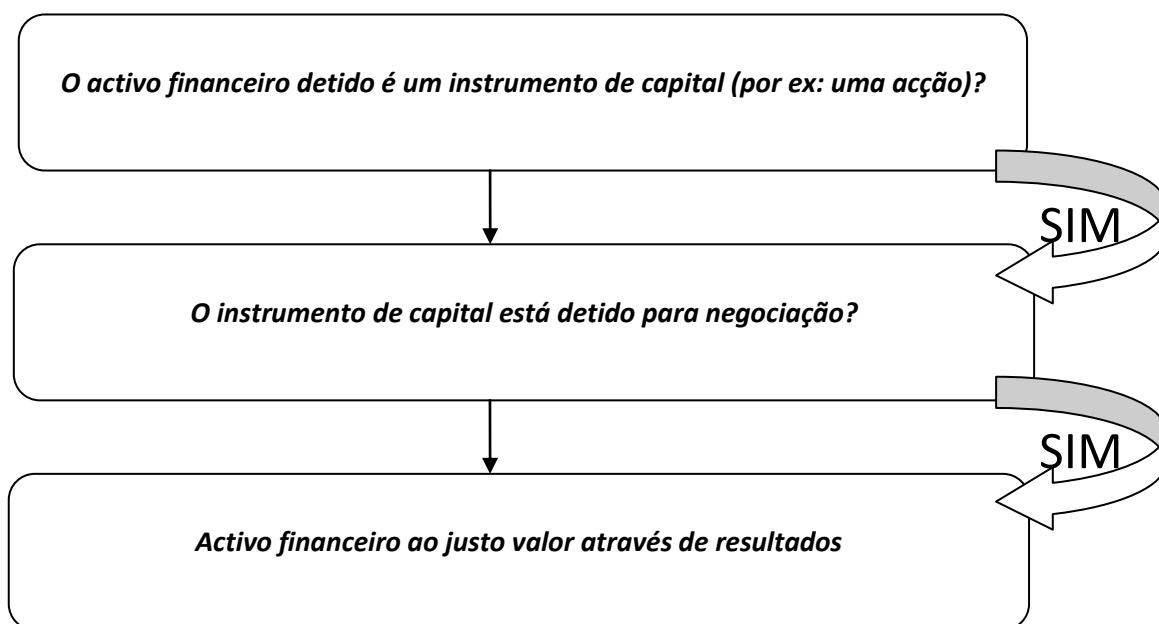 O activo financeiro detido é um instrumento de capital (por ex: uma acção)?
SIM
O instrumento de capital está detido para negociação?
SIM
Activo financeiro ao justo valor através de resultados